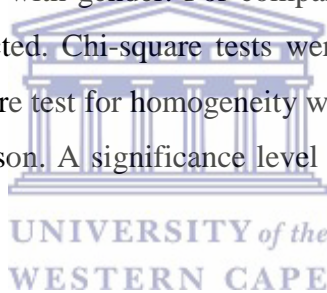 with gender. For compa
cted. Chi-square tests wer
re test for homogeneity w
son. A significance level
UNIVERSITY of the
WESTERN CAPE